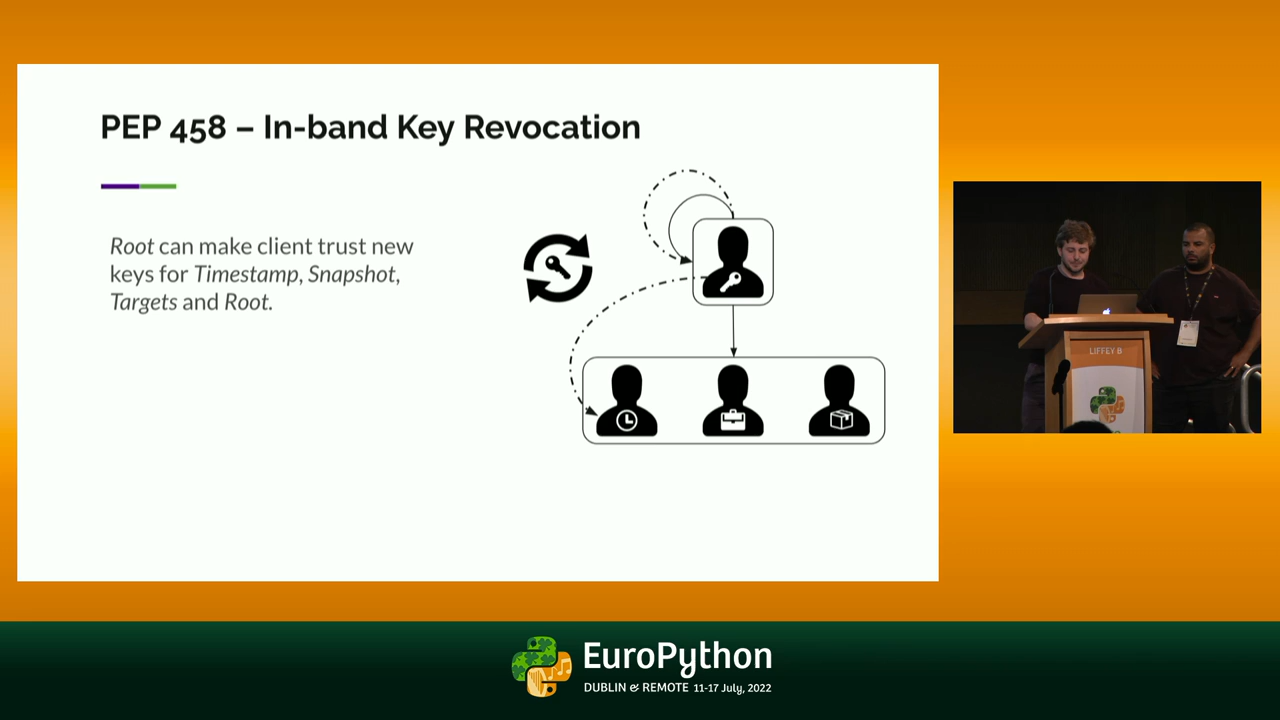 PEP 458 – In-band Key Revocation
Root can make client trust new
keys for Timestamp, Snapshot,
Targets and Root.
LIFFEY B
EuroPython
DUBLIN & REMOTE 11-17 July, 2022